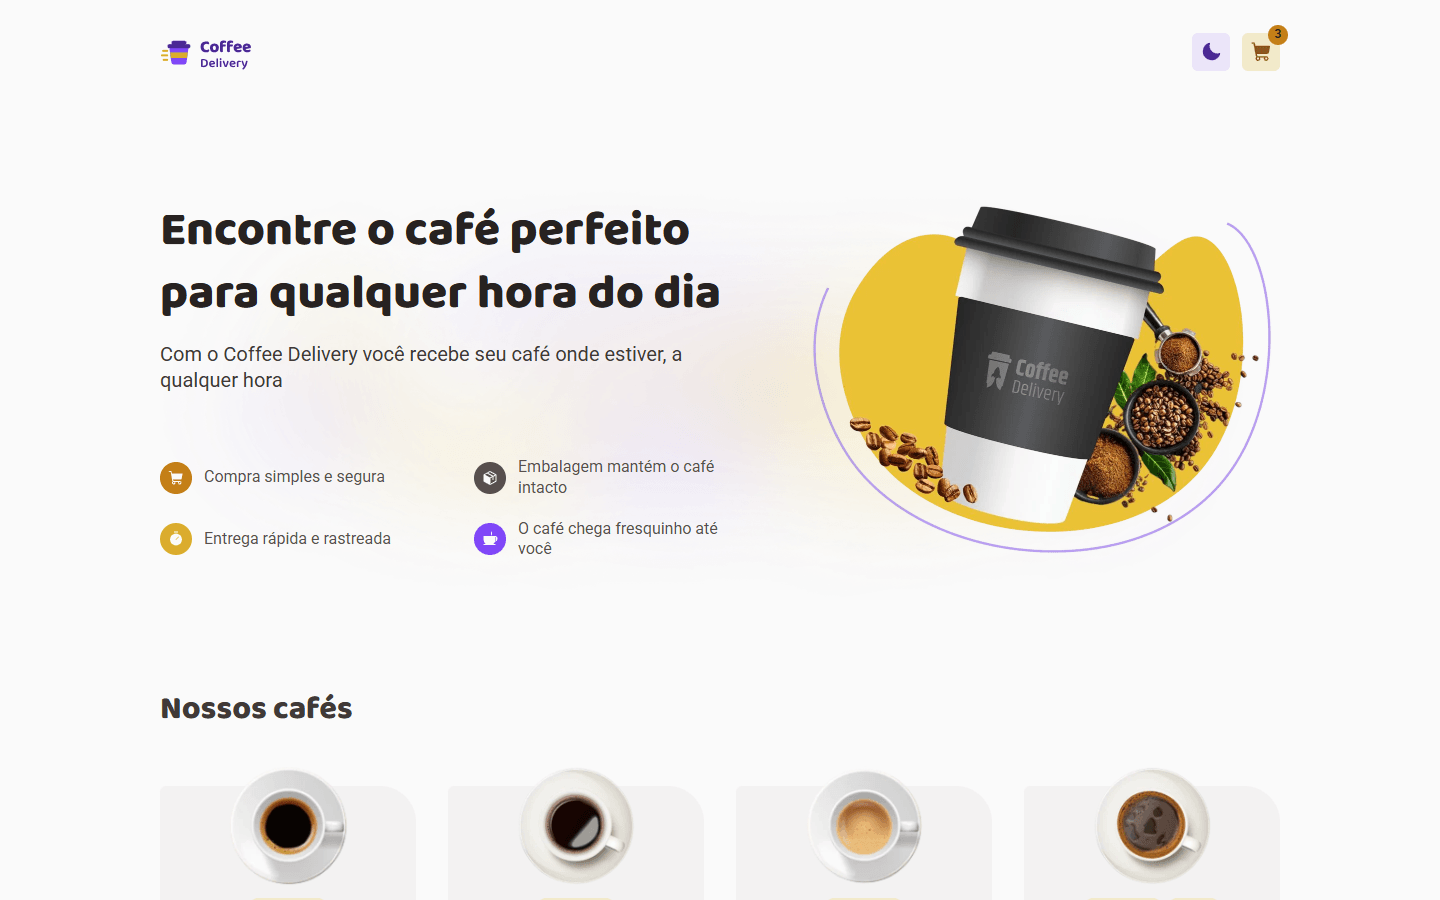 Coffee
Delivery
3
Encontre o café perfeito
para qualquer hora do dia
Com o Coffee Delivery você recebe seu café onde estiver, a
qualquer hora
Compra simples e segura
Embalagem mantém o café
intacto
Entrega rápida e rastreada
O café chega fresquinho até
você
Coffee
Delivery
Nossos cafés